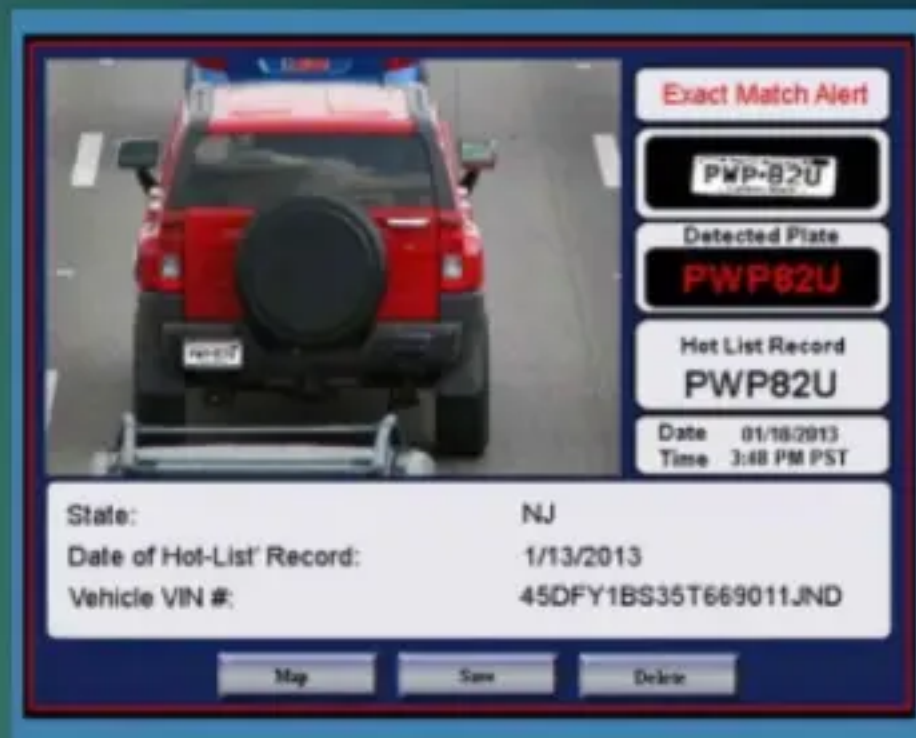 Exact Match Alert
PWP-82U
Detected Plate
PWP82U
Hot List Record
PWP82U
Date 01/16/2013
Time 3:48 PM PST
State: NJ
Date of Hot-List' Record: 1/13/2013
Vehicle VIN #: 45DFY1BS35T669011JND
Map Save Delete